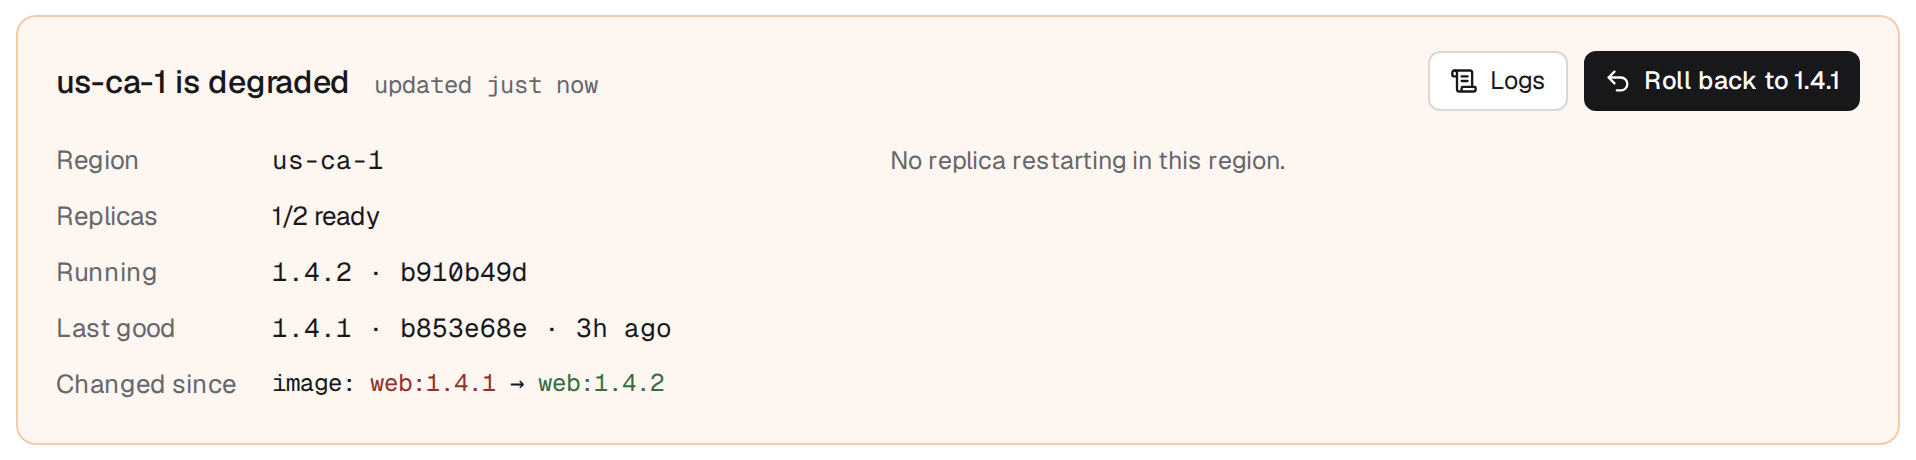 us-ca-1 is degraded updated just now Logs Roll back to 1.4.1
Region us-ca-1 No replica restarting in this region.
Replicas 1/2 ready
Running 1.4.2 · b910b49d
Last good 1.4.1 · b853e68e · 3h ago
Changed since image: web:1.4.1 → web:1.4.2